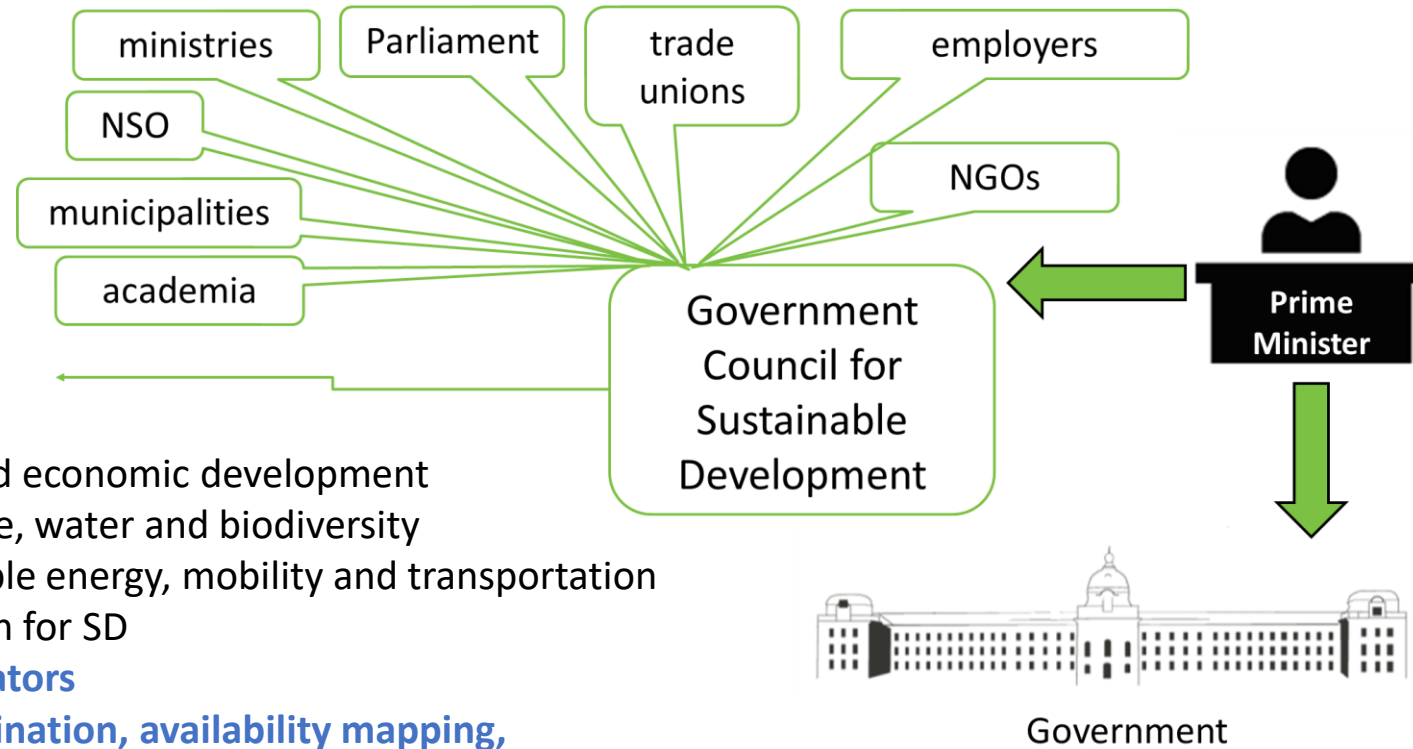 ministries
Parliament
trade
unions
employers
NSO
NGOs
municipalities
academia
Government
Council for
Sustainable
Development
Prime
Minister
d economic development
e, water and biodiversity
ple energy, mobility and transportation
n for SD
ators
ination, availability mapping,
Government